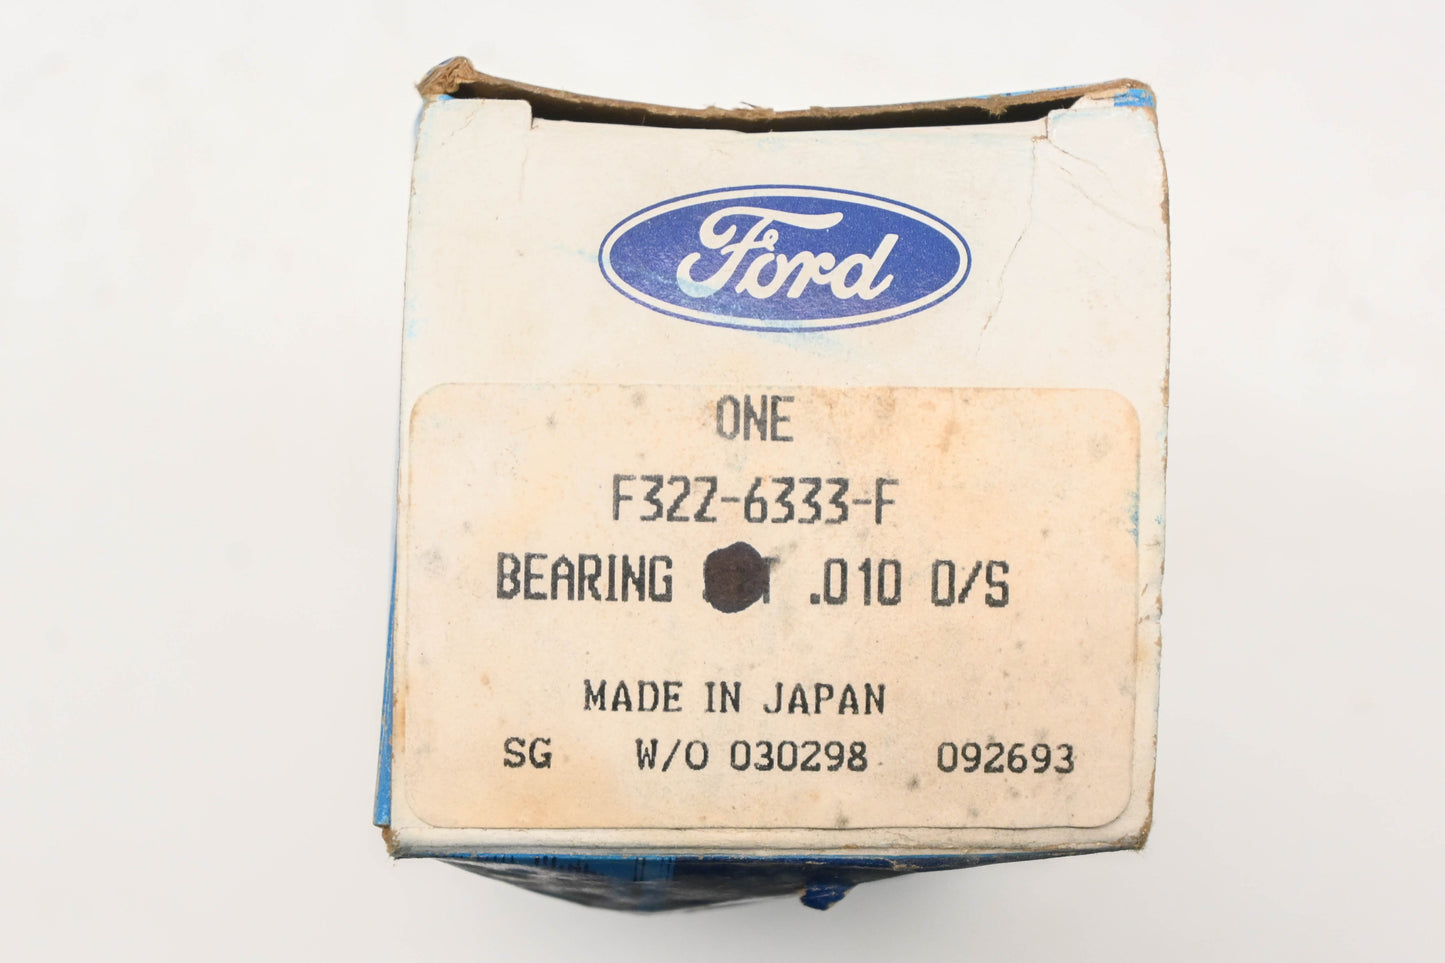 Ford
ONE
F32Z-6333-F
BEARING .010 O/S
MADE IN JAPAN
SG W/O 030298 092693